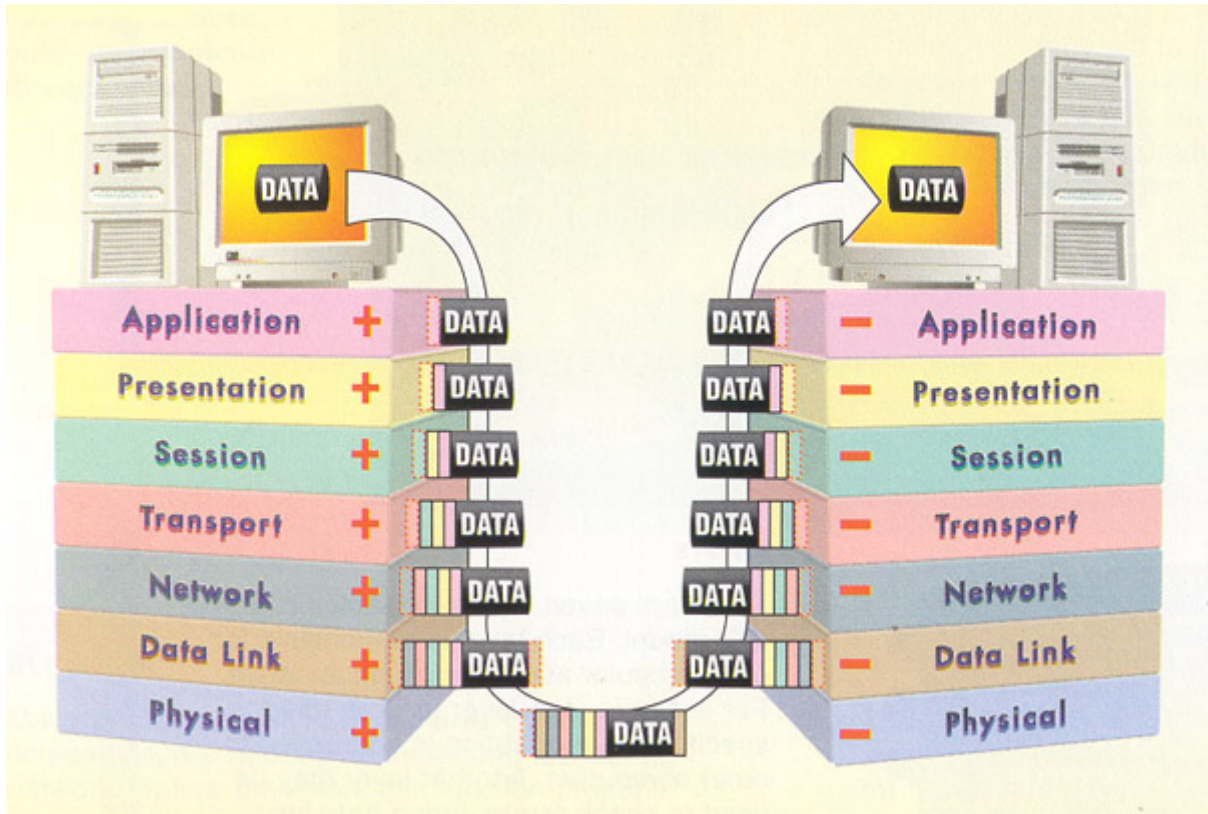 DATA
DATA
Application + DATA
Presentation + DATA
Session + DATA
Transport + DATA
Network + DATA
Data Link + DATA
Physical +
DATA
DATA - Application
DATA - Presentation
DATA - Session
DATA - Transport
DATA - Network
DATA - Data Link
- Physical